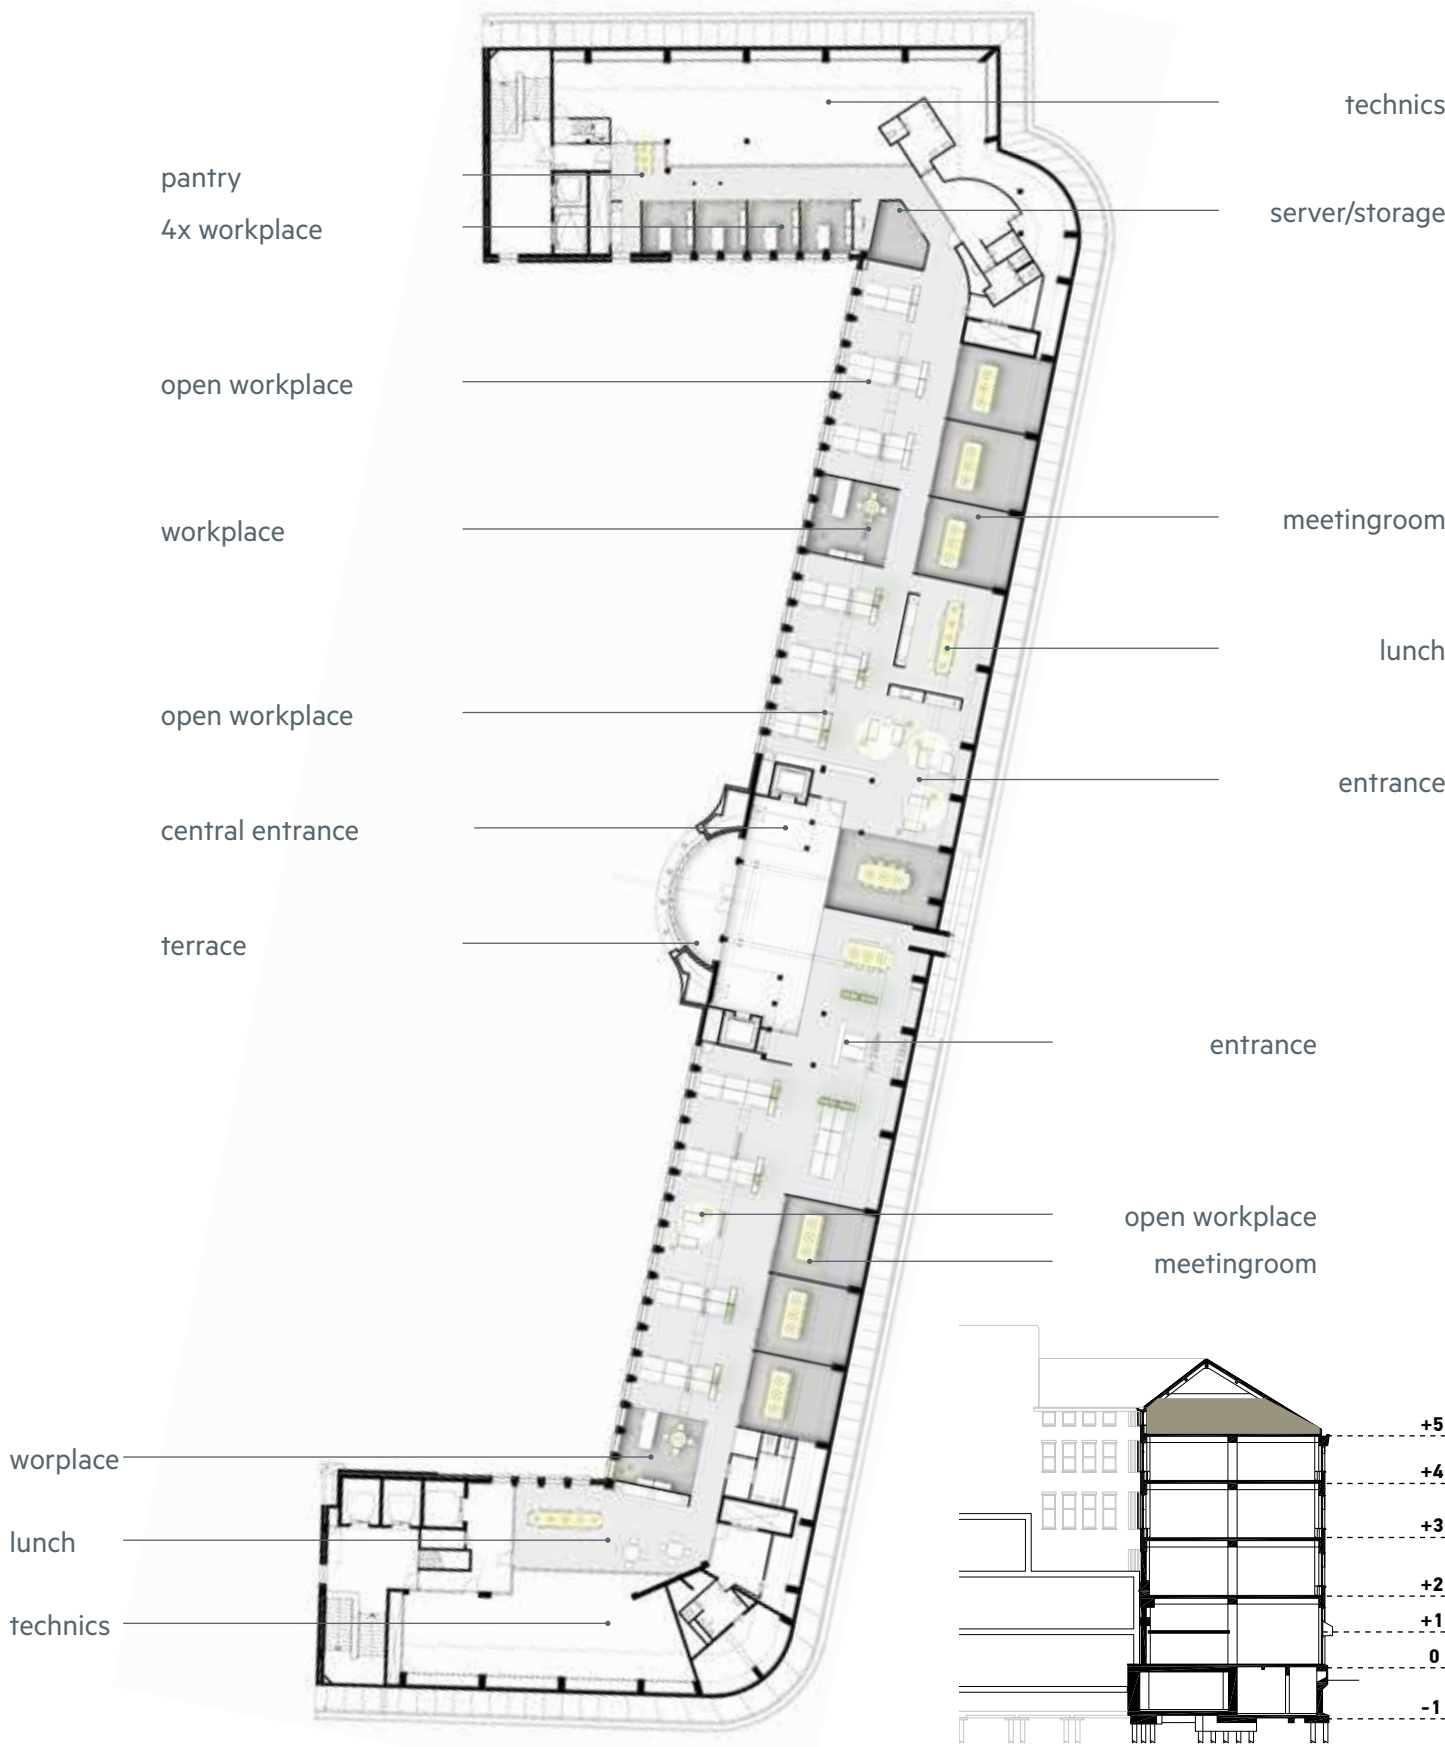 technics
pantry
server/storage
4x workplace
open workplace
workplace
meetingroom
lunch
open workplace
entrance
central entrance
terrace
entrance
open workplace
meetingroom
+5
worplace
+4
+3
lunch
+2
+1
technics
0
-1